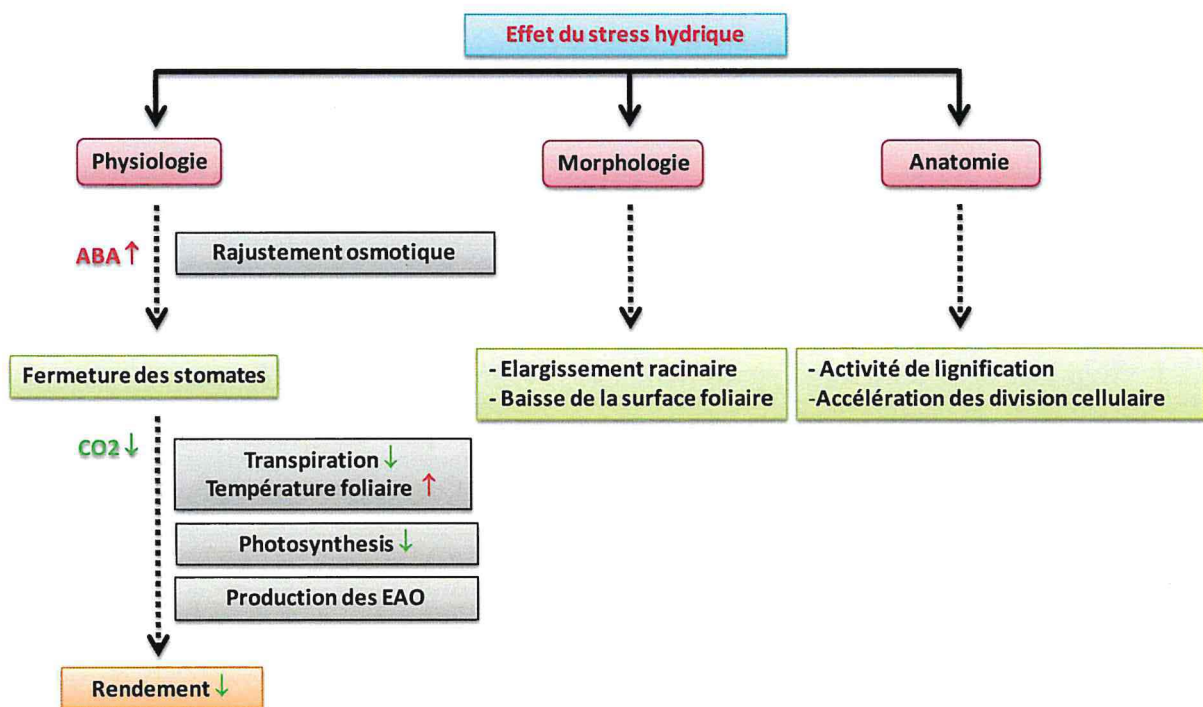 Effet du stress hydrique
Physiologie
Morphologie
Anatomie
ABA ↑
Rajustement osmotique
Fermeture des stomates
- Elargissement racinaire
- Baisse de la surface foliaire
- Activité de lignification
-Accélération des division cellulaire
CO2 ↓
Transpiration ↓
Température foliaire ↑
Photosynthesis ↓
Production des EAO
Rendement ↓